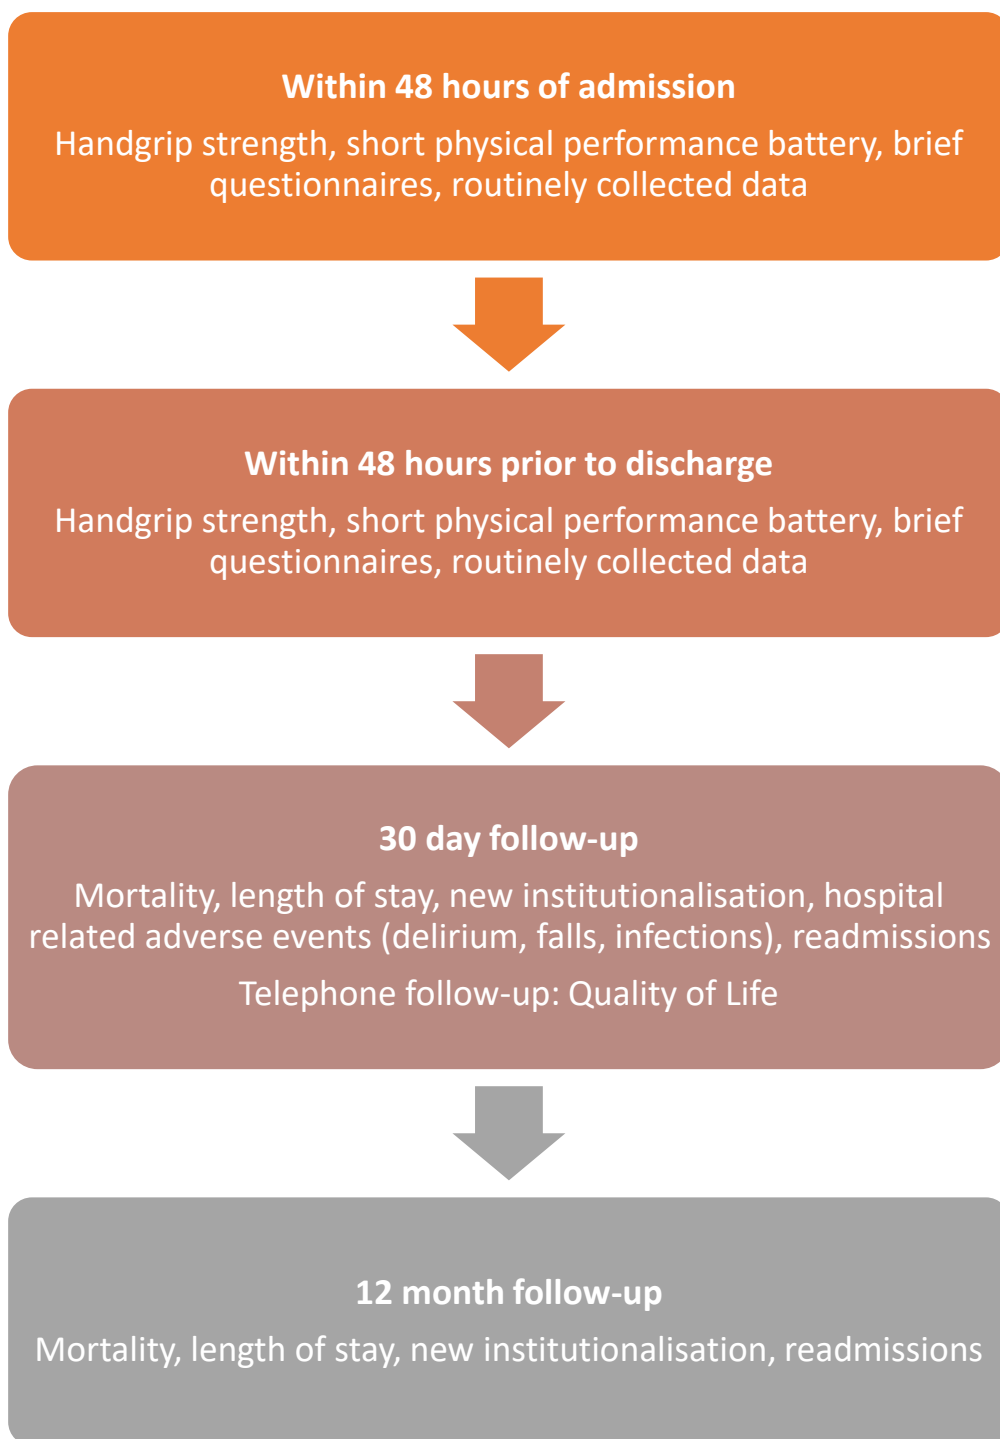 Within 48 hours of admission
Handgrip strength, short physical performance battery, brief
questionnaires, routinely collected data
Within 48 hours prior to discharge
Handgrip strength, short physical performance battery, brief
questionnaires, routinely collected data
30 day follow-up
Mortality, length of stay, new institutionalisation, hospital
related adverse events (delirium, falls, infections), readmissions
Telephone follow-up: Quality of Life
12 month follow-up
Mortality, length of stay, new institutionalisation, readmissions